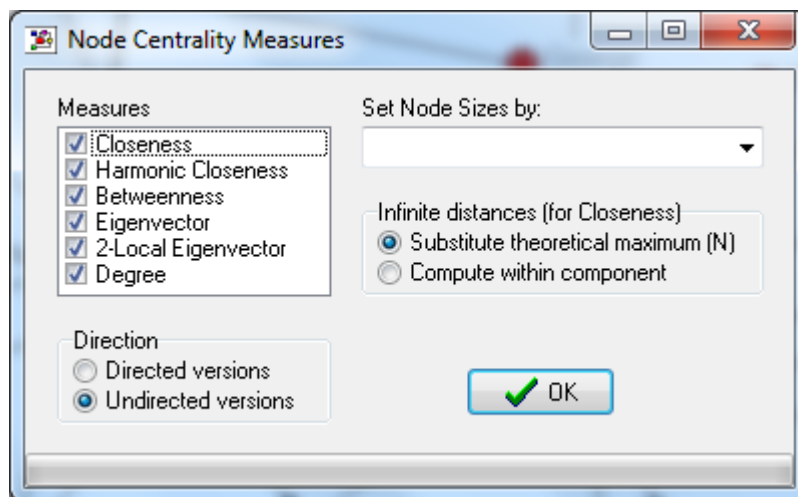 Node Centrality Measures
Measures
Closeness
Harmonic Closeness
Betweenness
Eigenvector
2-Local Eigenvector
Degree
Set Node Sizes by:
Infinite distances (for Closeness)
Substitute theoretical maximum (N)
Compute within component
Direction
Directed versions
Undirected versions
OK